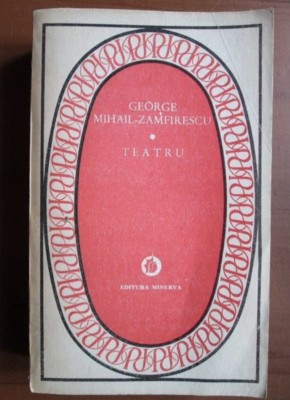 GEORGE
MIHAIL-ZAMFIRESCU
TEATRU
EDITURA MINERVA